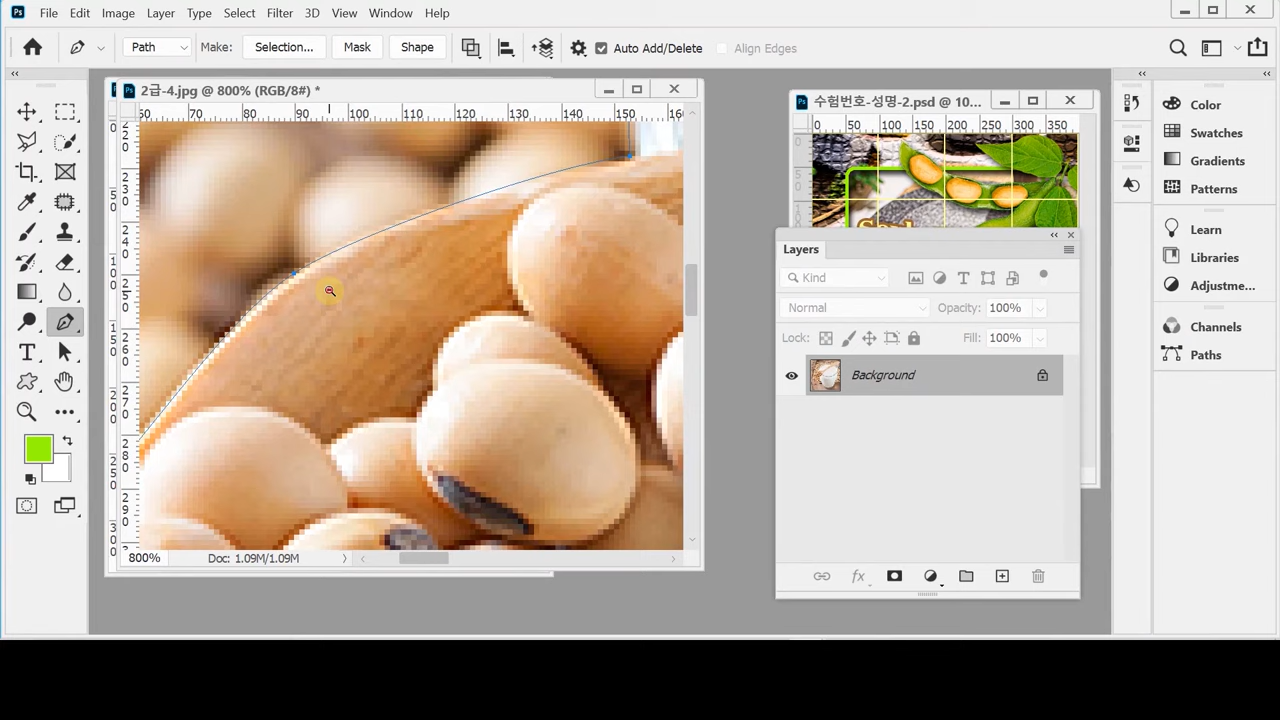 Ps File Edit Image Layer Type Select Filter 3D View Window Help
Path Make: Selection... Mask Shape Auto Add/Delete Align Edges
2급-4.jpg @ 800% (RGB/8#) *
60 70 80 90 100 110 120 130 140 150 160
수험번호-성명-2.psd @ 10...
0 50 100 150 200 250 300 350
Color
Swatches
Gradients
Patterns
Learn
Libraries
Adjustme...
Channels
Paths
Layers
Kind
Normal Opacity: 100%
Lock: Fill: 100%
Background
fx
800% Doc: 1.09M/1.09M